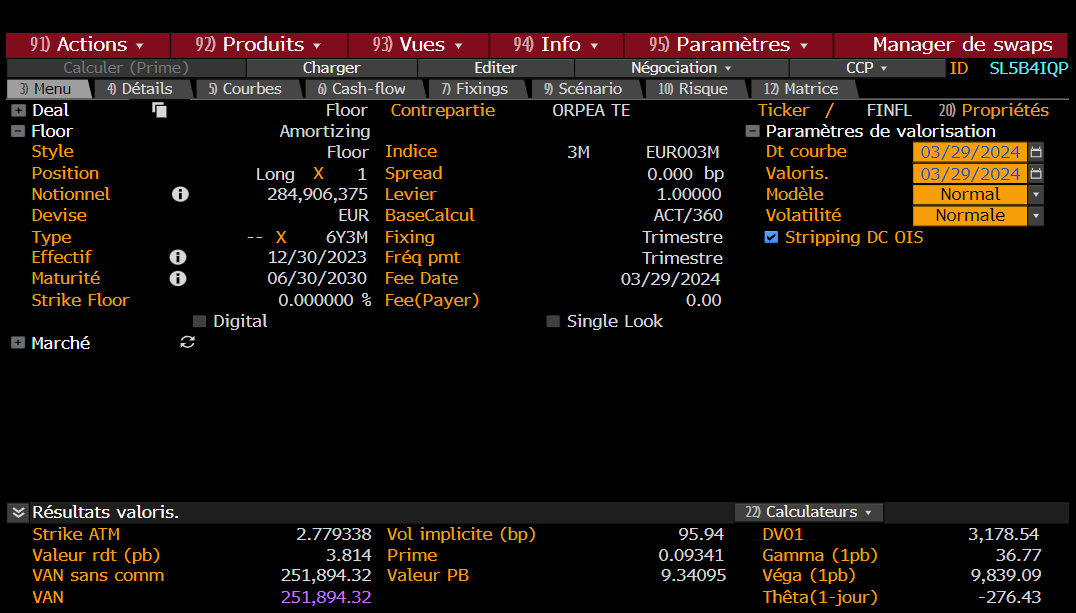 91) Actions 92) Produits 93) Vues 94) Info 95) Paramètres Manager de swaps
Calculer (Prime) Charger Editer Négociation CCP ID SL5B4IQP
3) Menu 4) Détails 5) Courbes 6) Cash-flow 7) Fixings 9) Scénario 10) Risque 12) Matrice
Deal Floor Contrepartie ORPEA TE Ticker / FINFL 20) Propriétés
Floor Amortizing Paramètres de valorisation
Style Floor Indice 3M EUR003M Dt courbe 03/29/2024
Position Long X 1 Spread 0.000 bp Valoris. 03/29/2024
Notionnel 284,906,375 Levier 1.00000 Modèle Normal
Devise EUR BaseCalcul ACT/360 Volatilité Normale
Type -- X 6Y3M Fixing Trimestre Stripping DC OIS
Effectif 12/30/2023 Fréq pmt Trimestre
Maturité 06/30/2030 Fee Date 03/29/2024
Strike Floor 0.000000 % Fee(Payer) 0.00
Digital Single Look
Marché
Résultats valoris. 22) Calculateurs
Strike ATM 2.779338 Vol implicite (bp) 95.94 DV01 3,178.54
Valeur rdt (pb) 3.814 Prime 0.09341 Gamma (1pb) 36.77
VAN sans comm 251,894.32 Valeur PB 9.34095 Véga (1pb) 9,839.09
VAN 251,894.32 Thêta(1-jour) -276.43